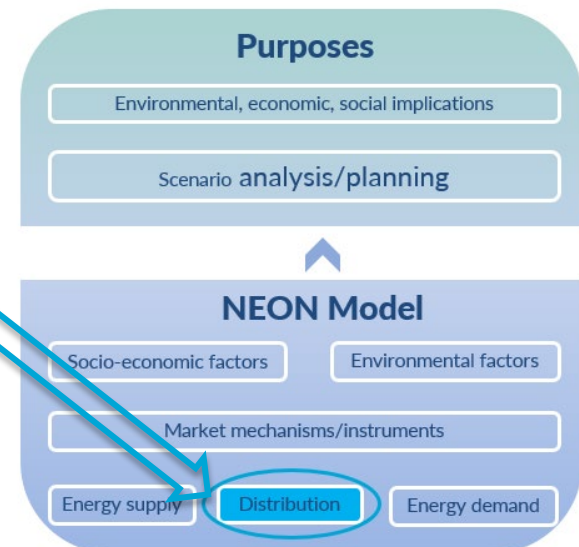 Purposes
Environmental, economic, social implications
Scenario analysis/planning
NEON Model
Socio-economic factors
Environmental factors
Market mechanisms/instruments
Energy supply
Distribution
Energy demand